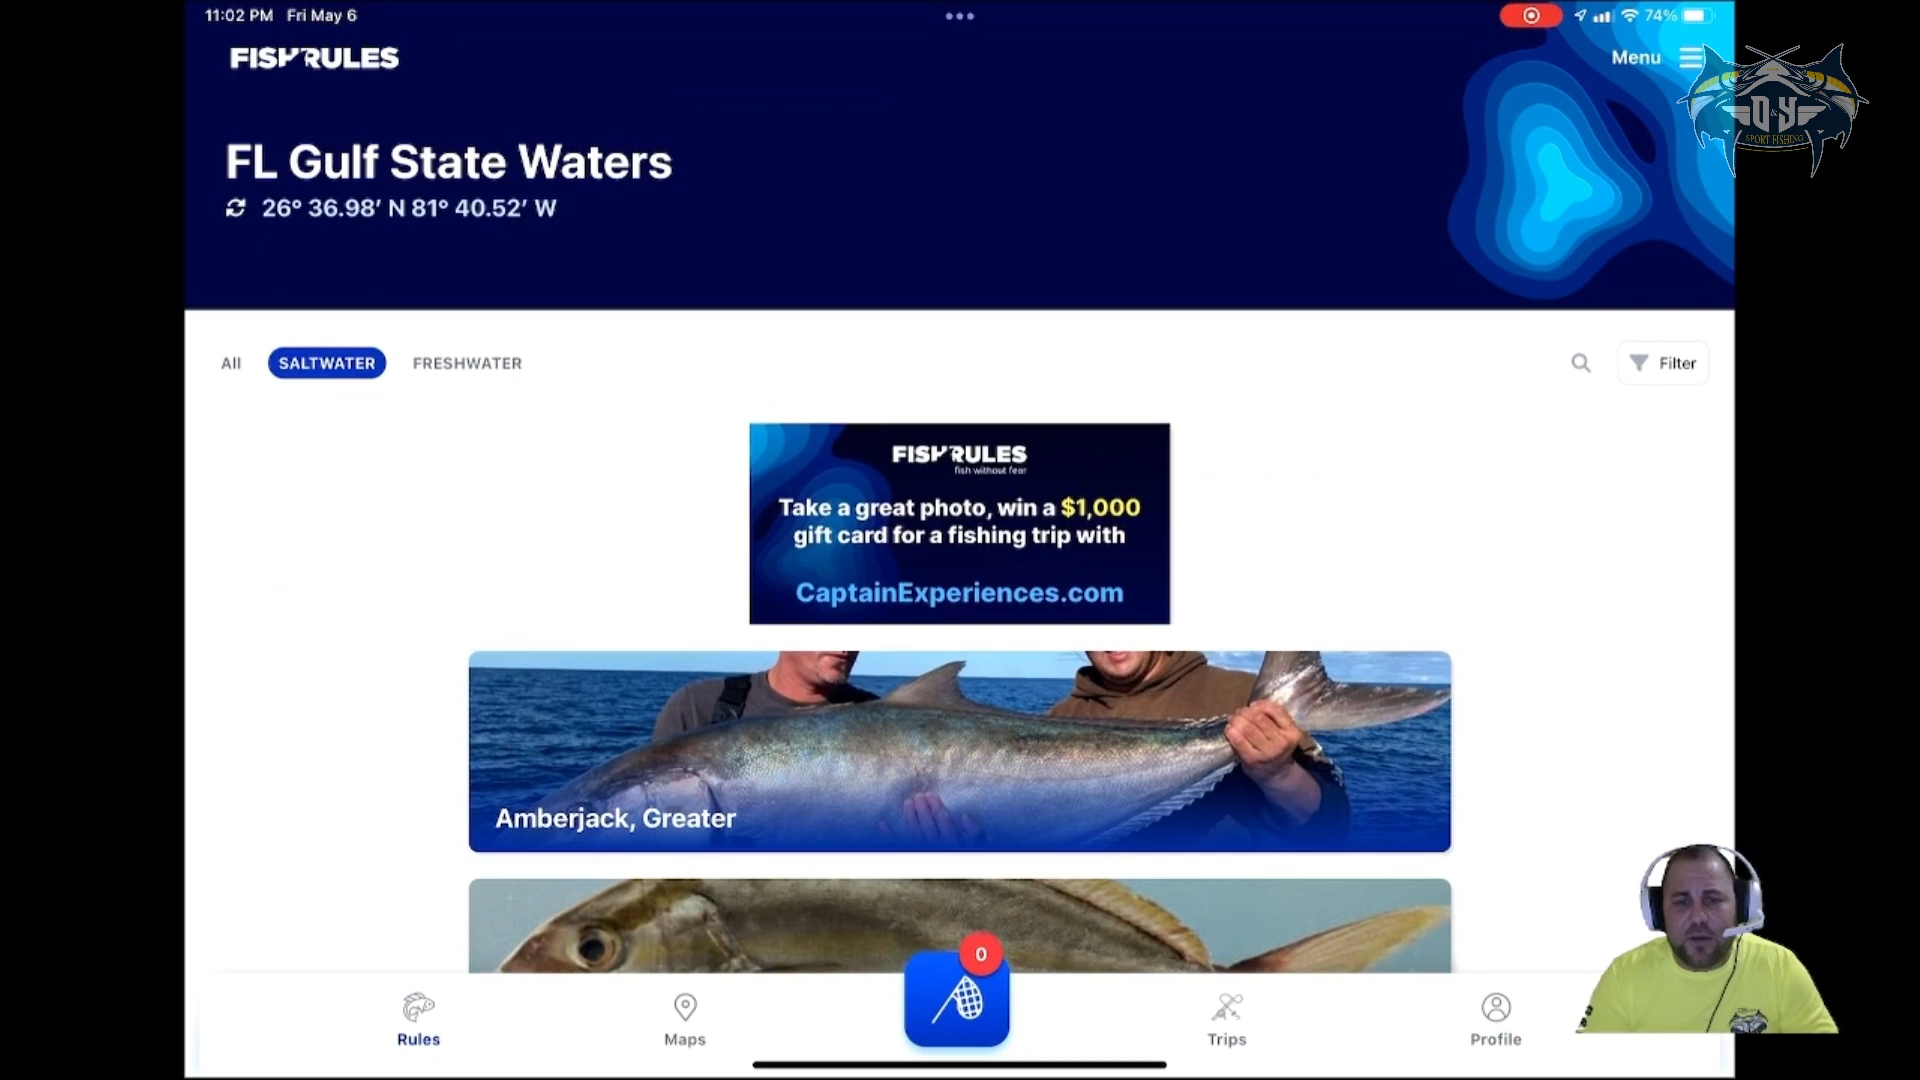 11:02 PM Fri May 6
74%
FISHRULES
Menu
D&Y
SPORT FISHING
FL Gulf State Waters
26° 36.98′ N 81° 40.52′ W
All
SALTWATER
FRESHWATER
Filter
FISHRULES
fish without fear
Take a great photo, win a $1,000
gift card for a fishing trip with
CaptainExperiences.com
Amberjack, Greater
0
Rules
Maps
Trips
Profile